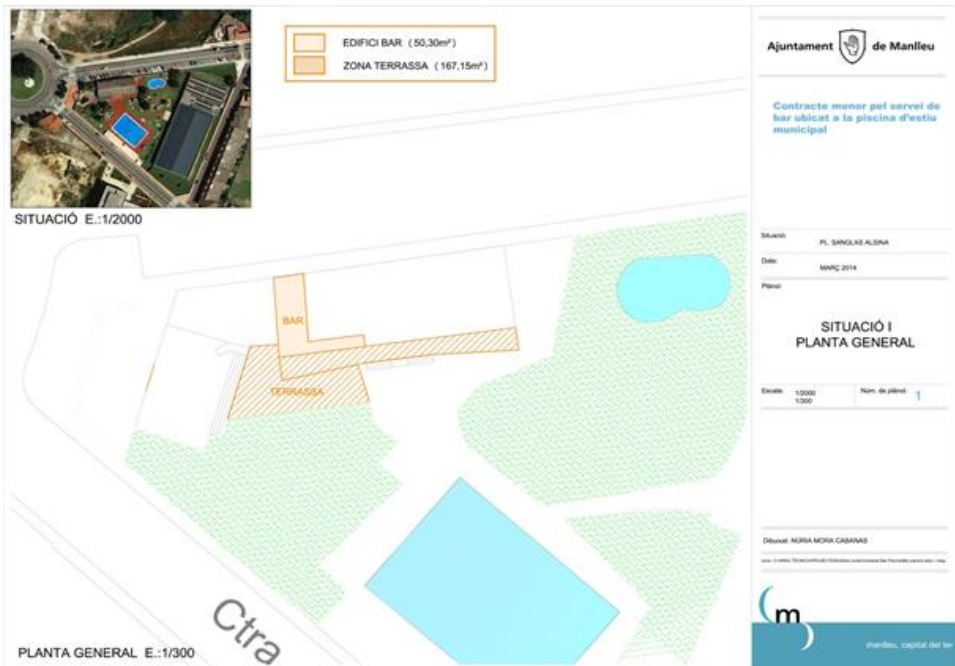 EDIFICI BAR (50,30m²)
ZONA TERRASSA (167,15m²)
SITUACIÓ E.:1/2000
BAR
TERRASSA
Ctra
PLANTA GENERAL E.:1/300
Ajuntament de Manlleu
Contracte menor pel servei de
bar ubicat a la piscina d'estiu
municipal
Situació:
PL. SANGLAS ALSINA
Data:
MARÇ 2014
Plànol:
SITUACIÓ I
PLANTA GENERAL
Escala: 1/2000
1/300
Núm. de plànol: 1
Dibuixat: NÚRIA MORA CABANAS
m
manlleu, capital del ter